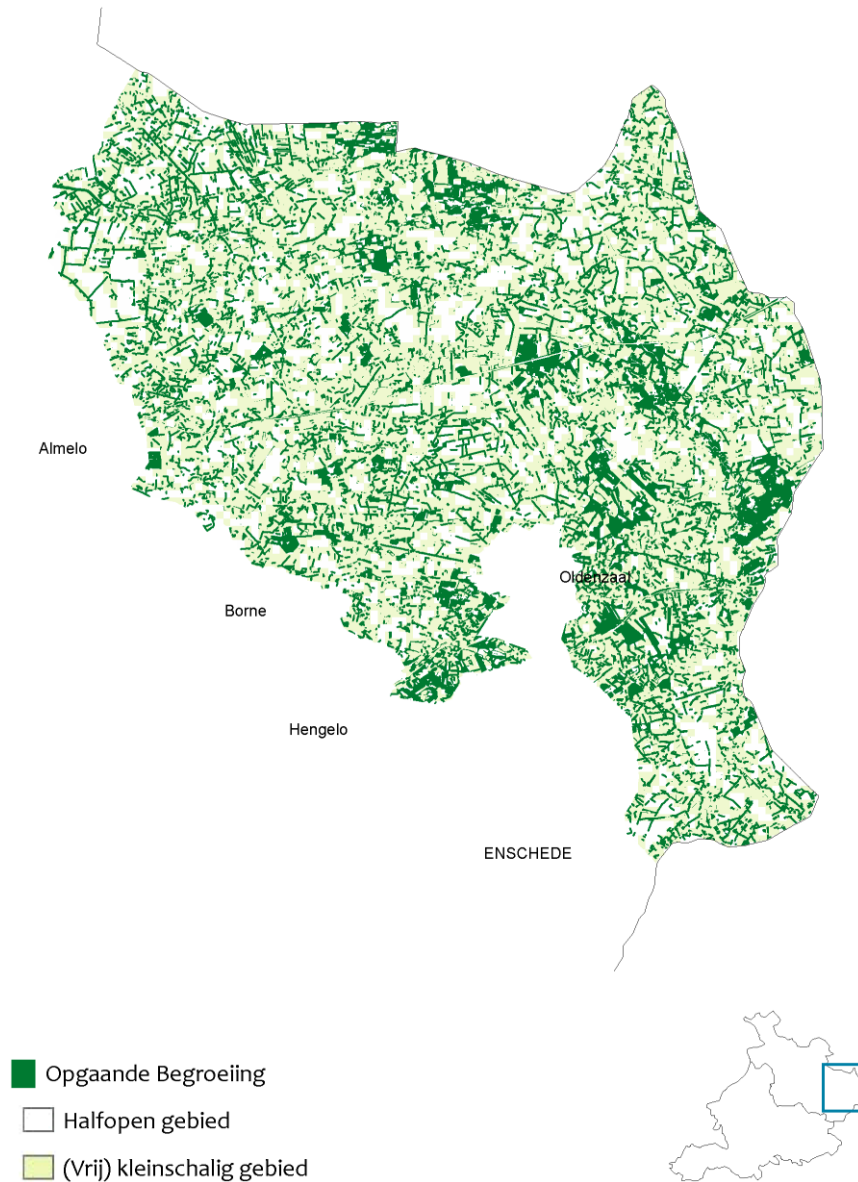 Almelo
Oldenzaal
Borne
Hengelo
ENSCHEDE
Opgaande Begroeiing
Halfopen gebied
(Vrij) kleinschalig gebied